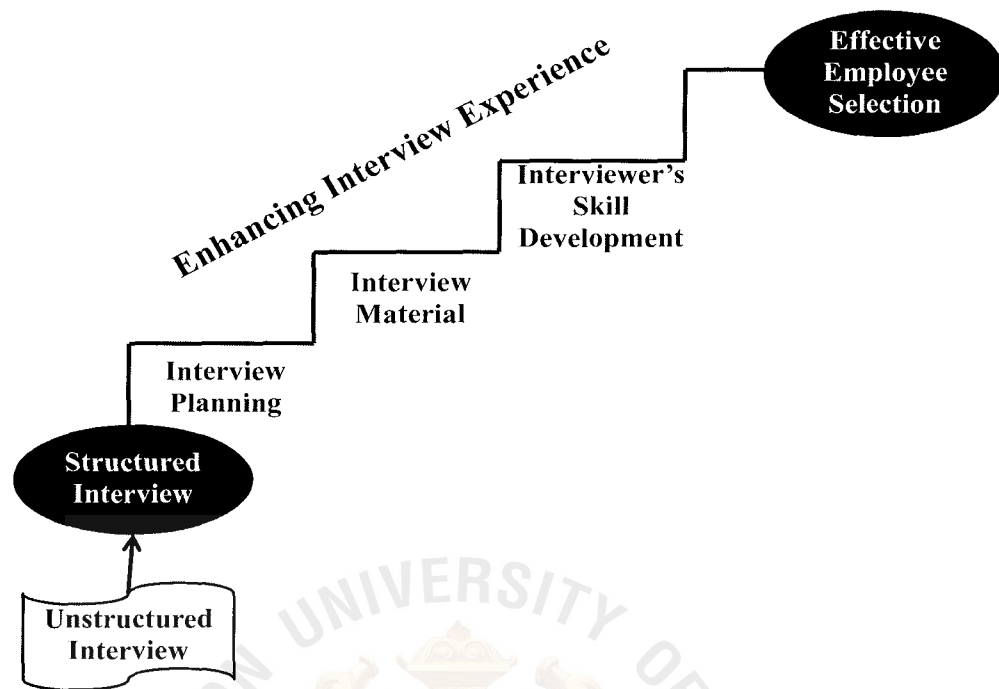 Effective
Employee
Selection
Enhancing Interview Experience
Interviewer's
Skill
Development
Interview
Material
Interview
Planning
Structured
Interview
Unstructured
Interview
UNIVERSITY